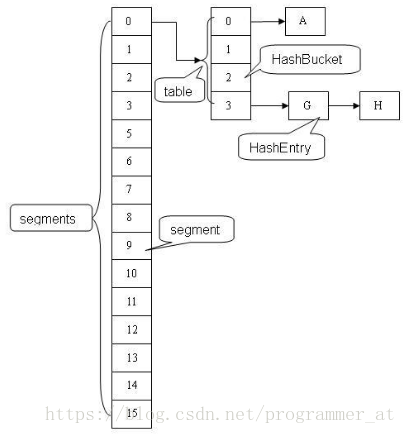 0 0 A
1 1
HashBucket
2 2
table
3 3 G H
5
HashEntry
6
7
8
segments
segment
9
10
11
12
13
14
15
https://blog.csdn.net/programmer_at